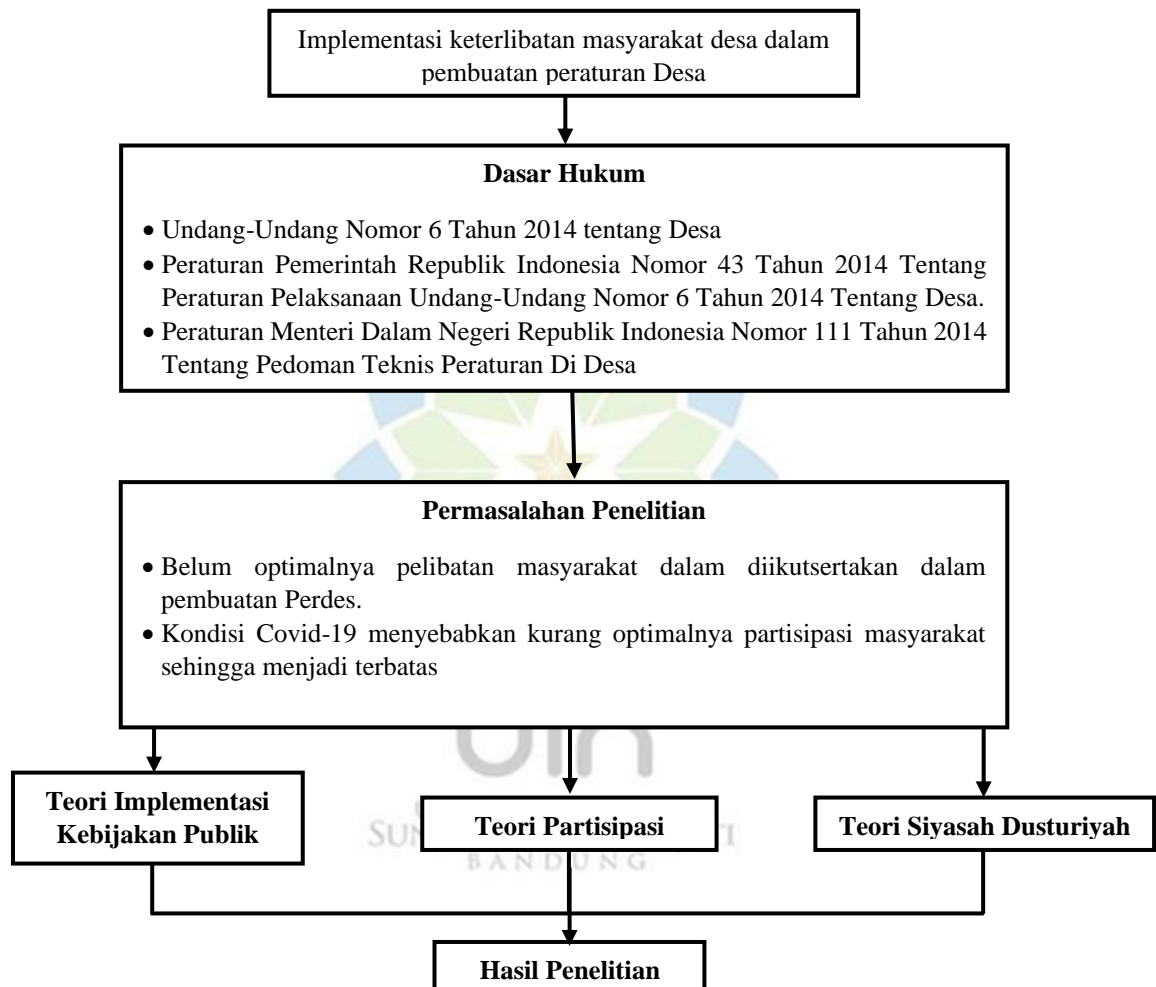 Implementasi keterlibatan masyarakat desa dalam
pembuatan peraturan Desa
Dasar Hukum
• Undang-Undang Nomor 6 Tahun 2014 tentang Desa
• Peraturan Pemerintah Republik Indonesia Nomor 43 Tahun 2014 Tentang
Peraturan Pelaksanaan Undang-Undang Nomor 6 Tahun 2014 Tentang Desa.
• Peraturan Menteri Dalam Negeri Republik Indonesia Nomor 111 Tahun 2014
Tentang Pedoman Teknis Peraturan Di Desa
Permasalahan Penelitian
• Belum optimalnya pelibatan masyarakat dalam diikutsertakan dalam
pembuatan Perdes.
• Kondisi Covid-19 menyebabkan kurang optimalnya partisipasi masyarakat
sehingga menjadi terbatas
Teori Implementasi
Kebijakan Publik
Teori Partisipasi
Teori Siyasah Dusturiyah
BANDUNG
Hasil Penelitian